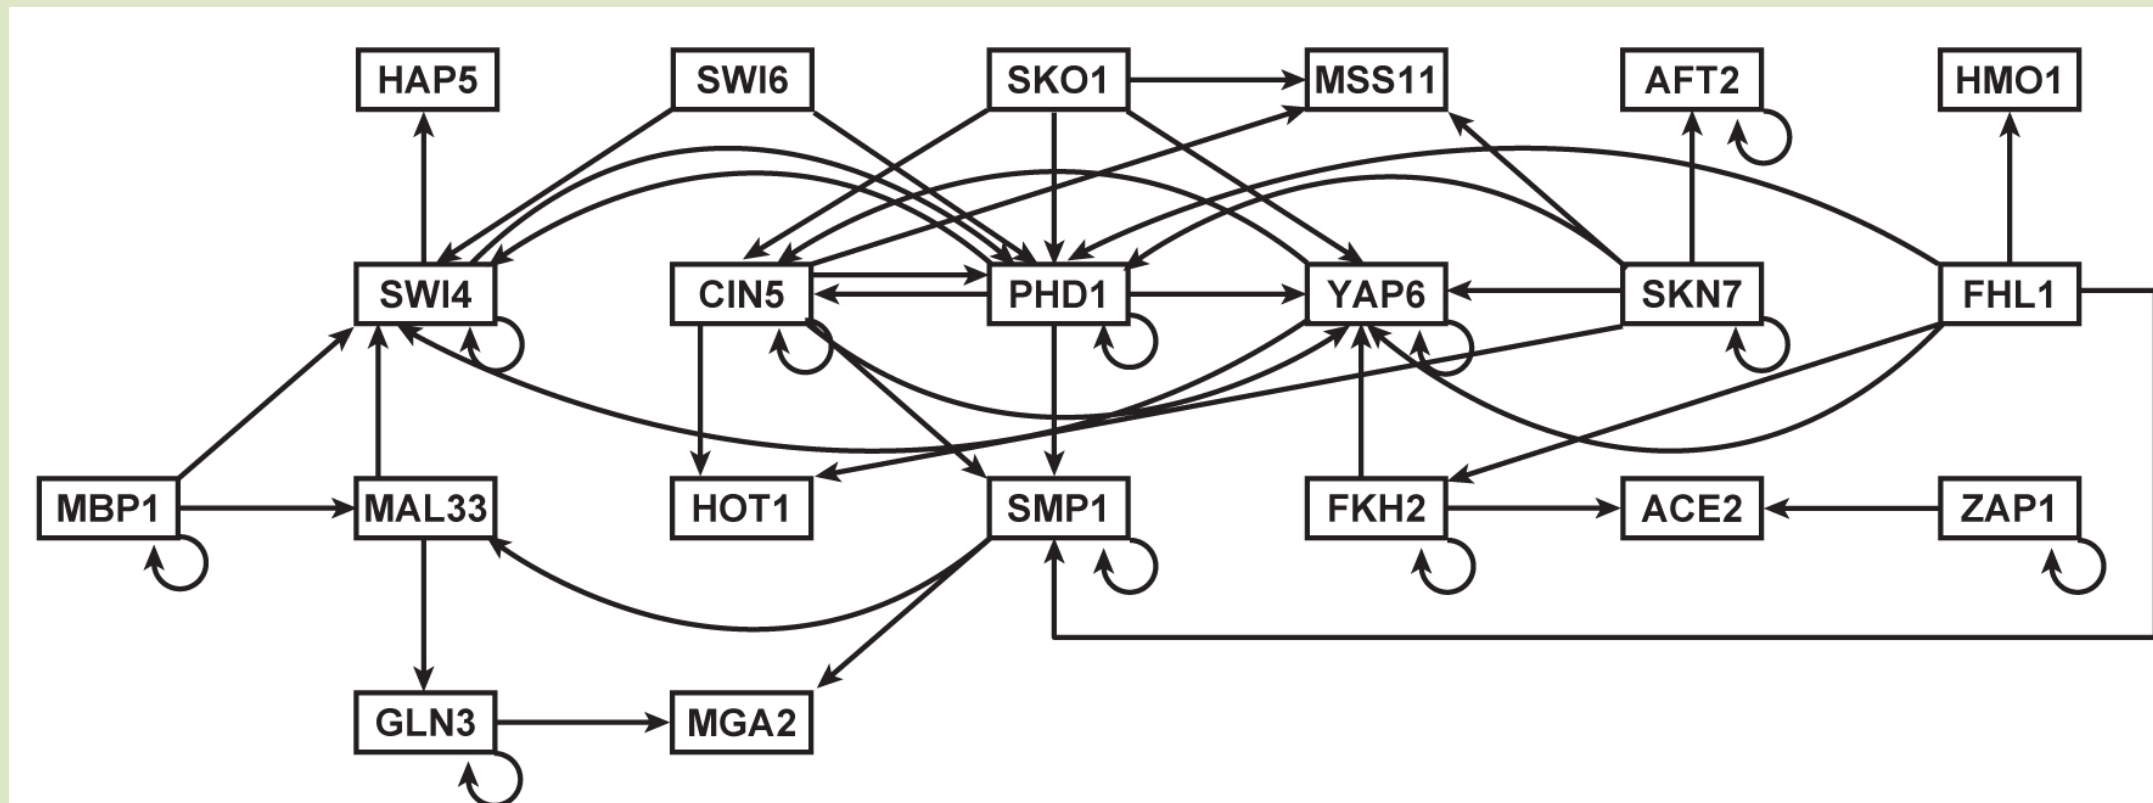 HAP5 SWI6 SKO1 MSS11 AFT2 HMO1
SWI4 CIN5 PHD1 YAP6 SKN7 FHL1
MBP1 MAL33 HOT1 SMP1 FKH2 ACE2 ZAP1
GLN3 MGA2